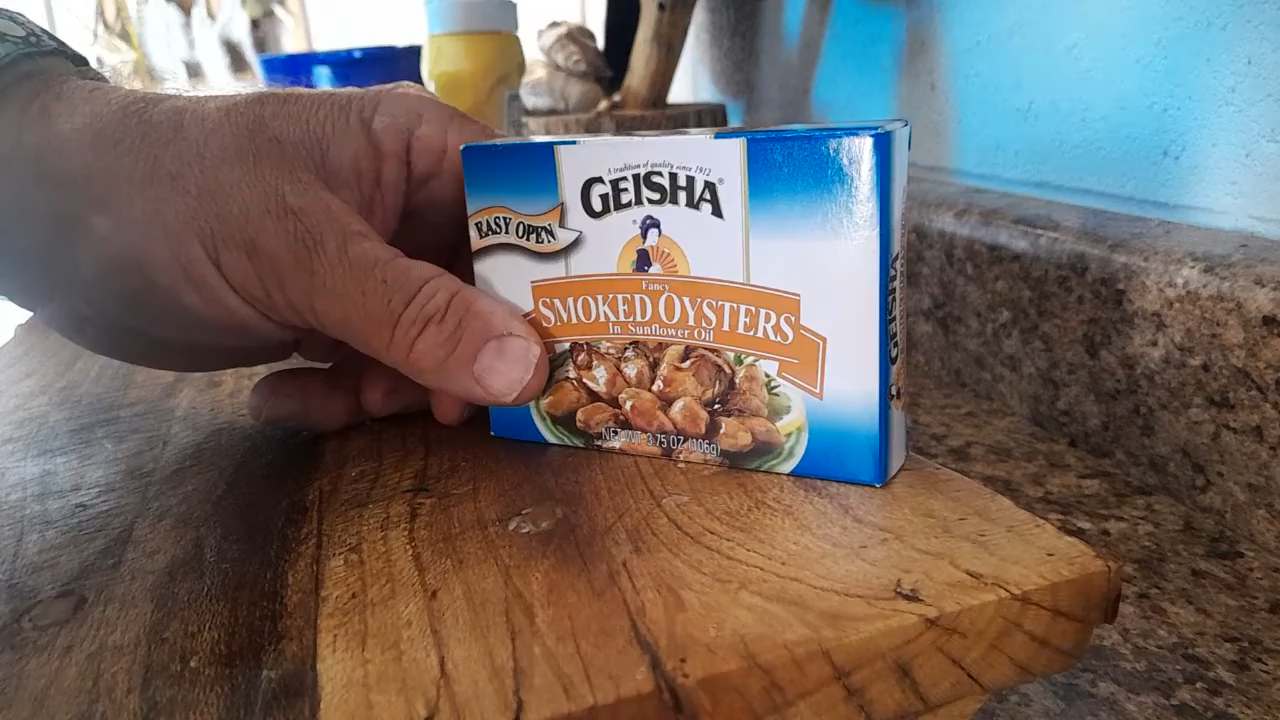 A tradition of quality since 1912
GEISHA®
EASY OPEN
®
Fancy
SMOKED OYSTERS
In Sunflower Oil
NET WT 3.75 OZ (106g)
GEISHA